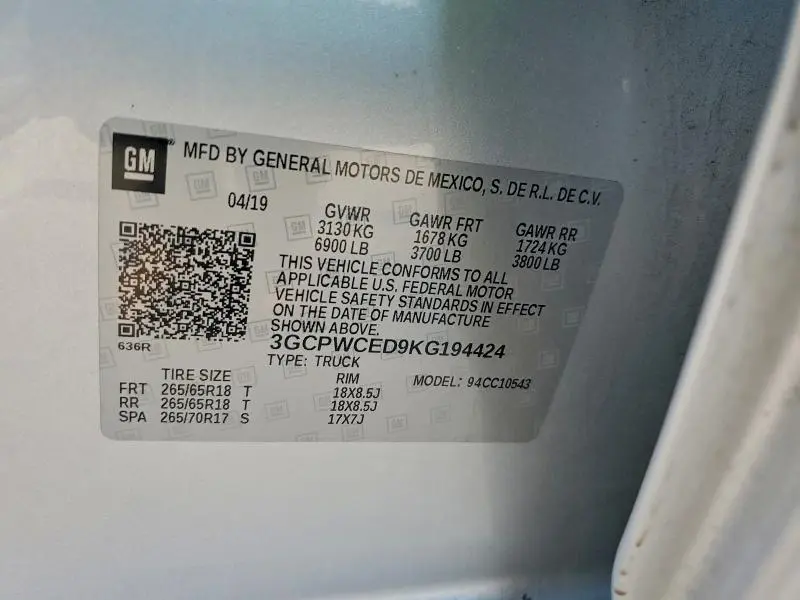 GM MFD BY GENERAL MOTORS DE MEXICO, S. DE R.L. DE C.V.
04/19
GVWR GAWR FRT GAWR RR
3130 KG 1678 KG 1724 KG
6900 LB 3700 LB 3800 LB
THIS VEHICLE CONFORMS TO ALL
APPLICABLE U.S. FEDERAL MOTOR
VEHICLE SAFETY STANDARDS IN EFFECT
ON THE DATE OF MANUFACTURE
SHOWN ABOVE.
636R
3GCPWCED9KG194424
TYPE: TRUCK
MODEL: 94CC10543
TIRE SIZE RIM
FRT 265/65R18 T 18X8.5J
RR 265/65R18 T 18X8.5J
SPA 265/70R17 S 17X7J